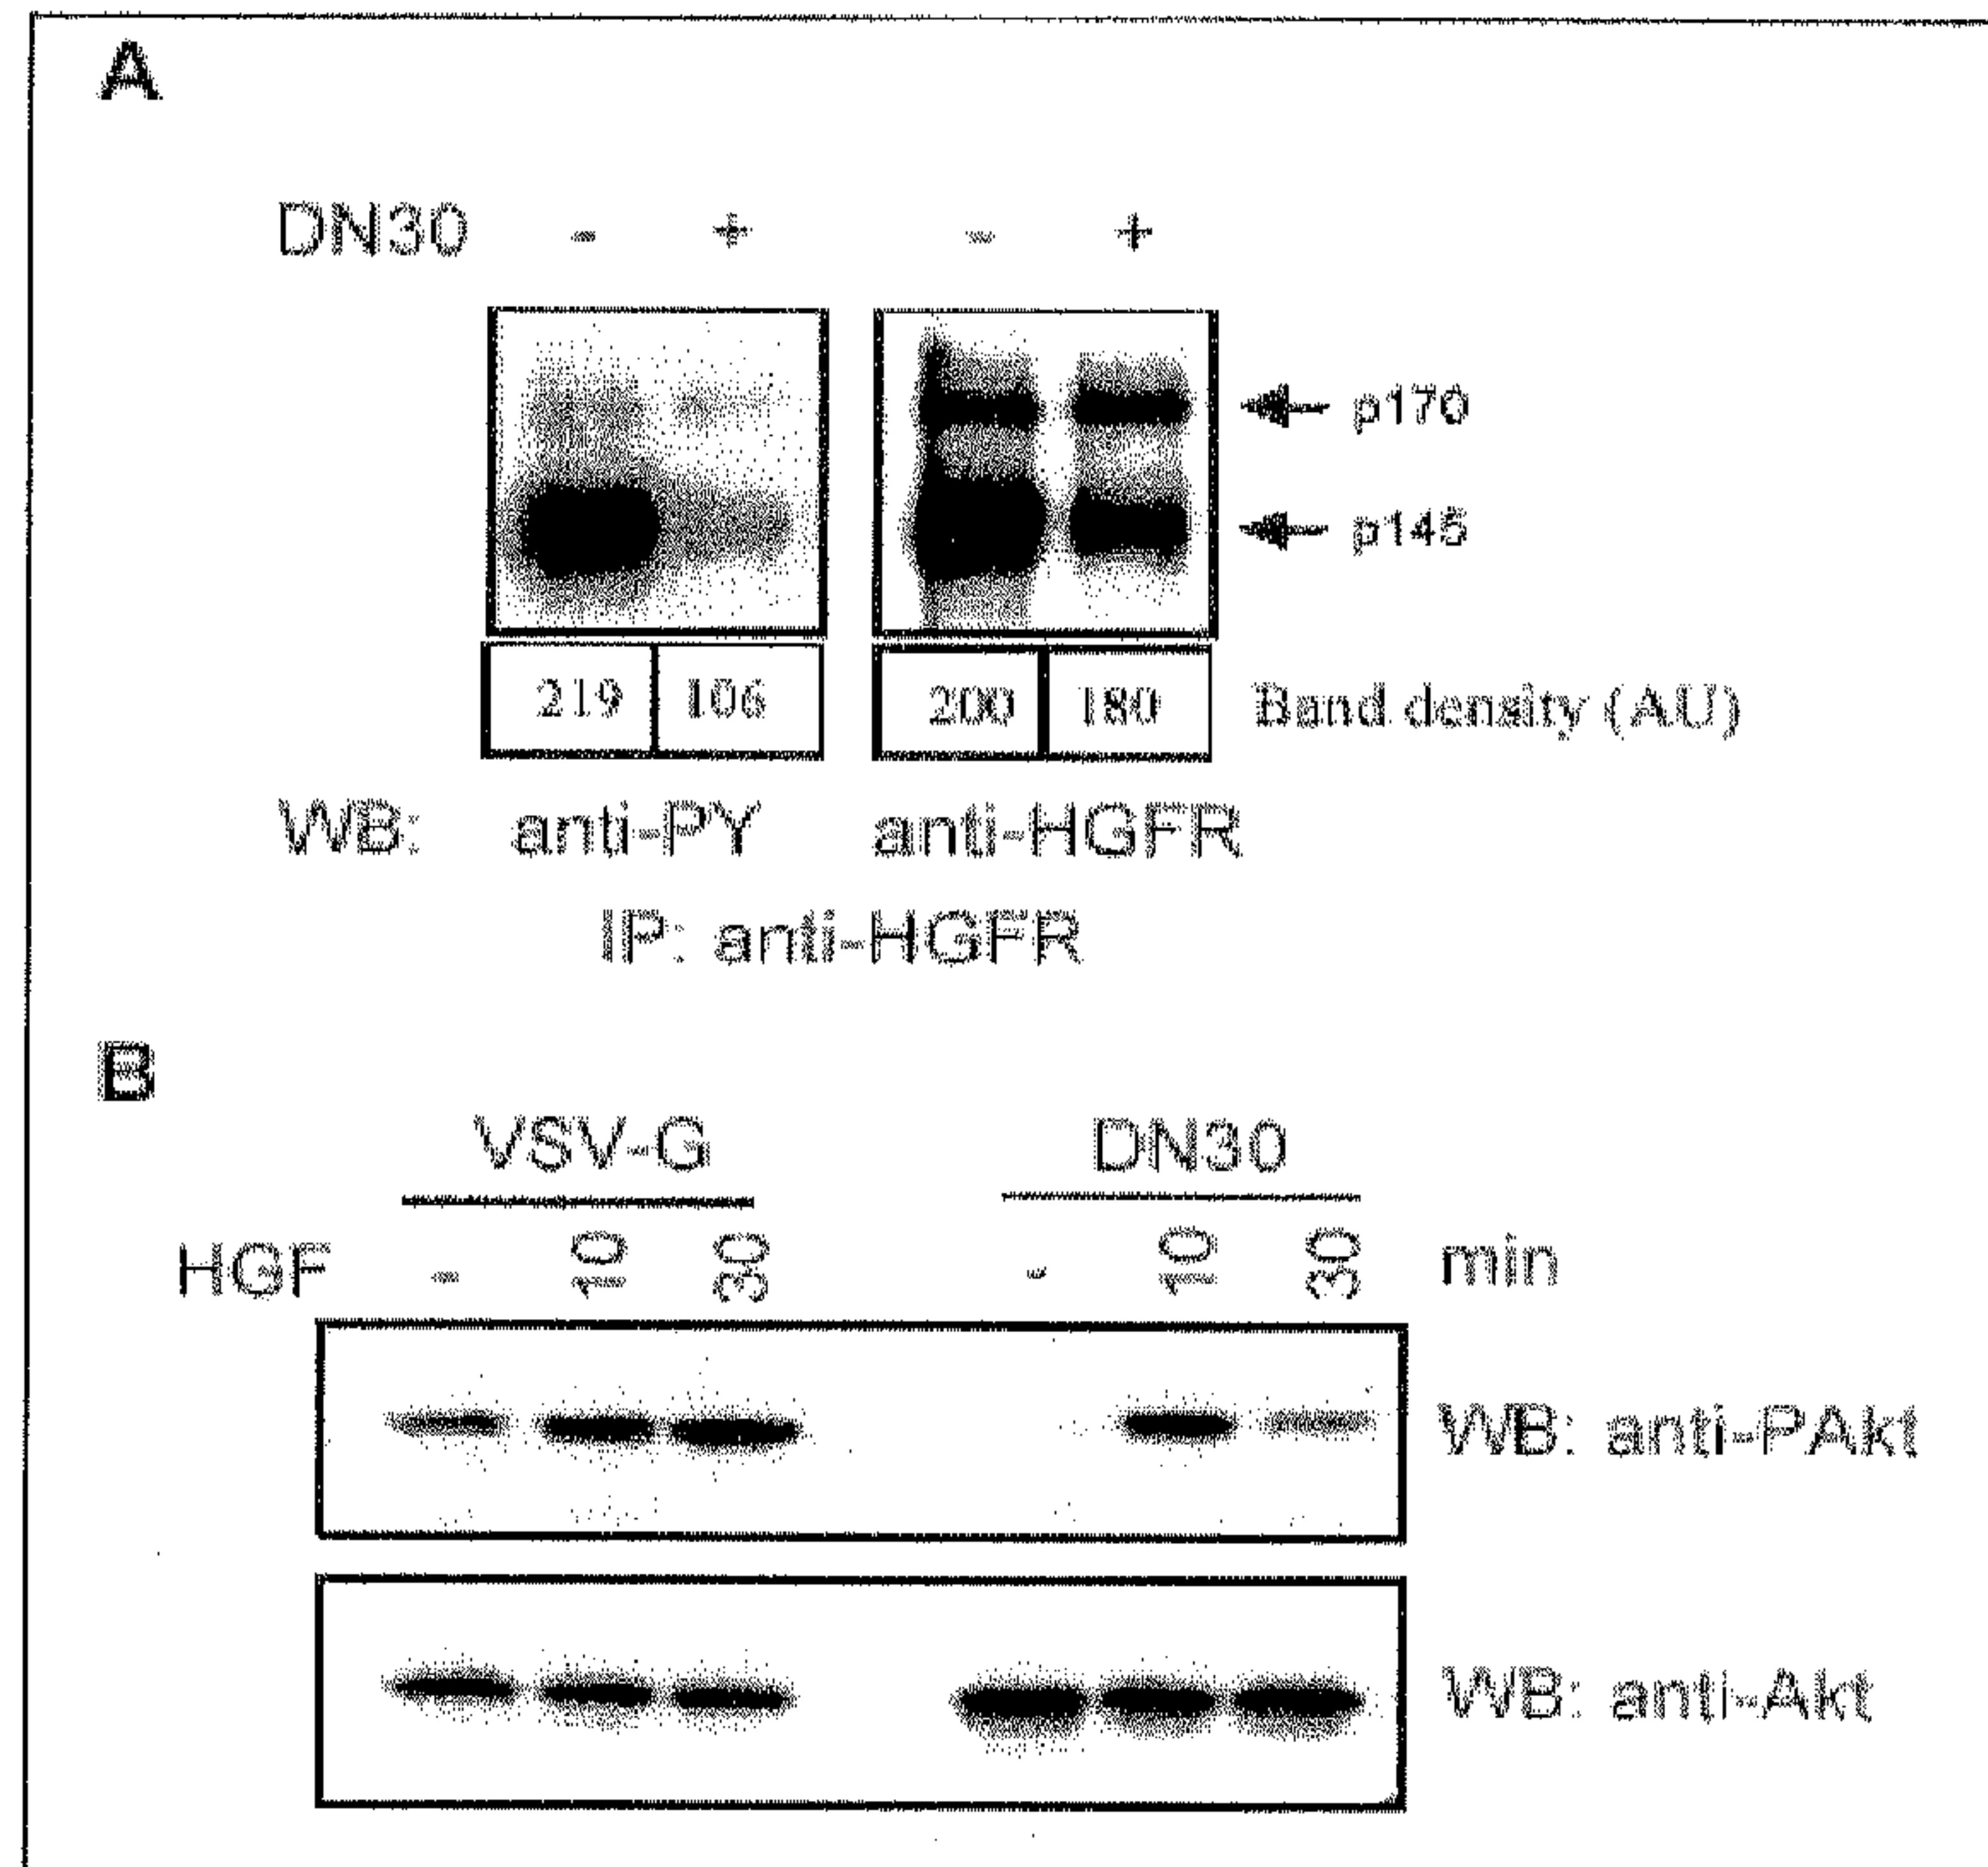 A
DN30 - + - +
p170
p145
219 106 200 180 Band density (AU)
WB: anti-PY anti-HGFR
IP: anti-HGFR
B
VSV-G DN30
HGF - 10 30 - 10 30 min
WB: anti-PAkt
WB: anti-Akt